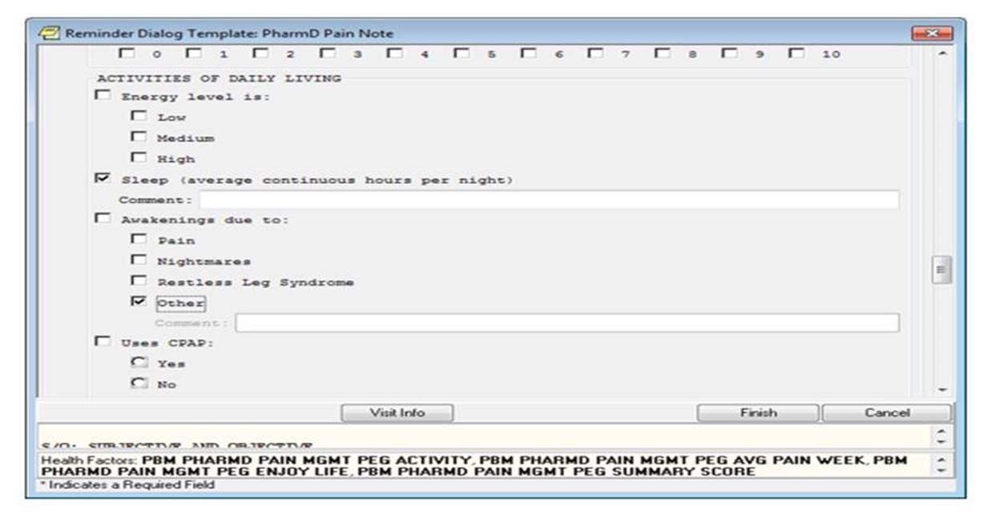 Reminder Dialog Template: PharmD Pain Note
0 1 2 3 4 5 6 7 8 9 10
ACTIVITIES OF DAILY LIVING
Energy level is:
Low
Medium
High
Sleep (average continuous hours per night)
Comment:
Awakenings due to:
Pain
Nightmares
Restless Leg Syndrome
Other
Comment:
Uses CPAP:
Yes
No
Visit Info Finish Cancel
S/O: SUBJECTIVE AND OBJECTIVE
Health Factors: PBM PHARMD PAIN MGMT PEG ACTIVITY, PBM PHARMD PAIN MGMT PEG AVG PAIN WEEK, PBM
PHARMD PAIN MGMT PEG ENJOY LIFE, PBM PHARMD PAIN MGMT PEG SUMMARY SCORE
* Indicates a Required Field